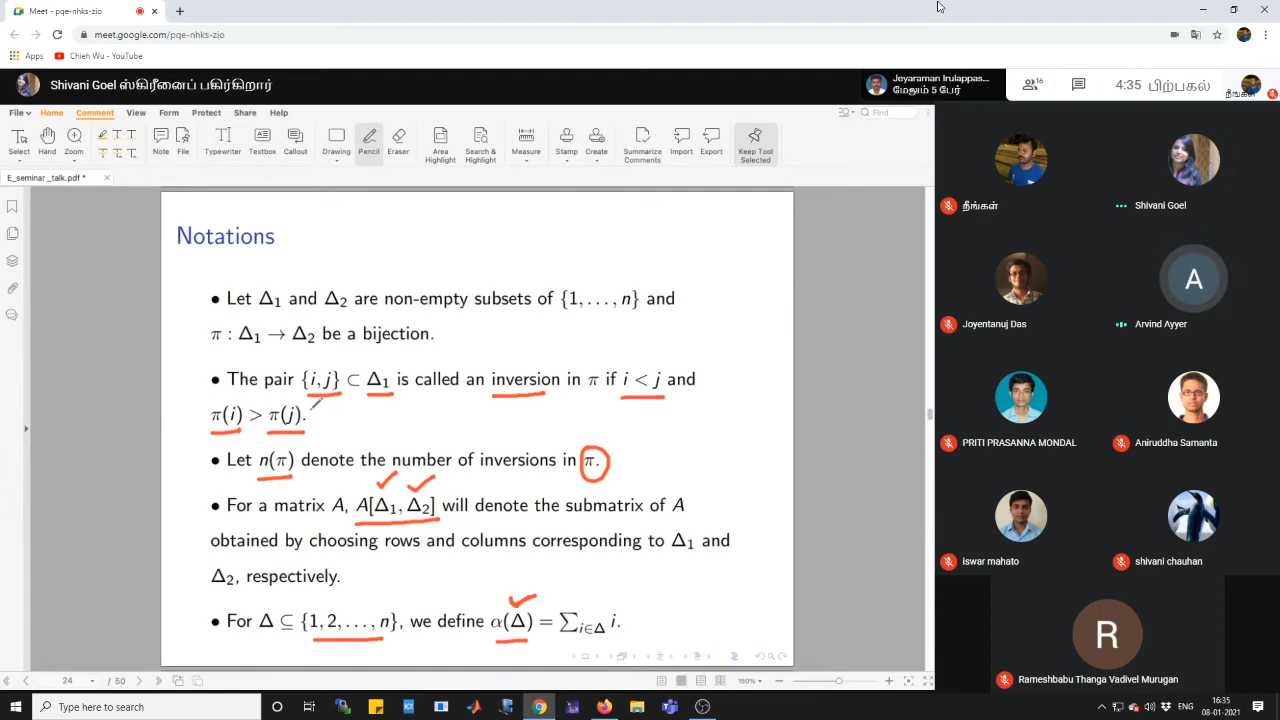 Meet - pqe-nhks-zio
meet.google.com/pqe-nhks-zio
Apps Chieh Wu - YouTube
Shivani Goel ஸ்கிரீனைப் பகிர்கிறார்
Jeyaraman Irulappas...
மேலும் 5 பேர்
16
4:35 பிற்பகல்
நீங்கள்
File Home Comment View Form Protect Share Help
Find
Select Hand Zoom Note File Typewriter Textbox Callout Drawing Pencil Eraser Area Highlight Search & Highlight Measure Stamp Create Summarize Comments Import Export Keep Tool Selected
E_seminar _talk.pdf *
Notations
• Let Δ₁ and Δ₂ are non-empty subsets of {1, . . . , n} and
π : Δ₁ → Δ₂ be a bijection.
• The pair {i, j} ⊂ Δ₁ is called an inversion in π if i < j and
π(i) > π(j).
• Let n(π) denote the number of inversions in π.
• For a matrix A, A[Δ₁, Δ₂] will denote the submatrix of A
obtained by choosing rows and columns corresponding to Δ₁ and
Δ₂, respectively.
• For Δ ⊆ {1, 2, . . . , n}, we define α(Δ) = ∑i∈Δ i.
24 / 50
150%
நீங்கள்
Shivani Goel
Joyentanuj Das
A
Arvind Ayyer
PRITI PRASANNA MONDAL
Aniruddha Samanta
iswar mahato
shivani chauhan
R
Rameshbabu Thanga Vadivel Murugan
Type here to search
ENG
16:35
08-01-2021